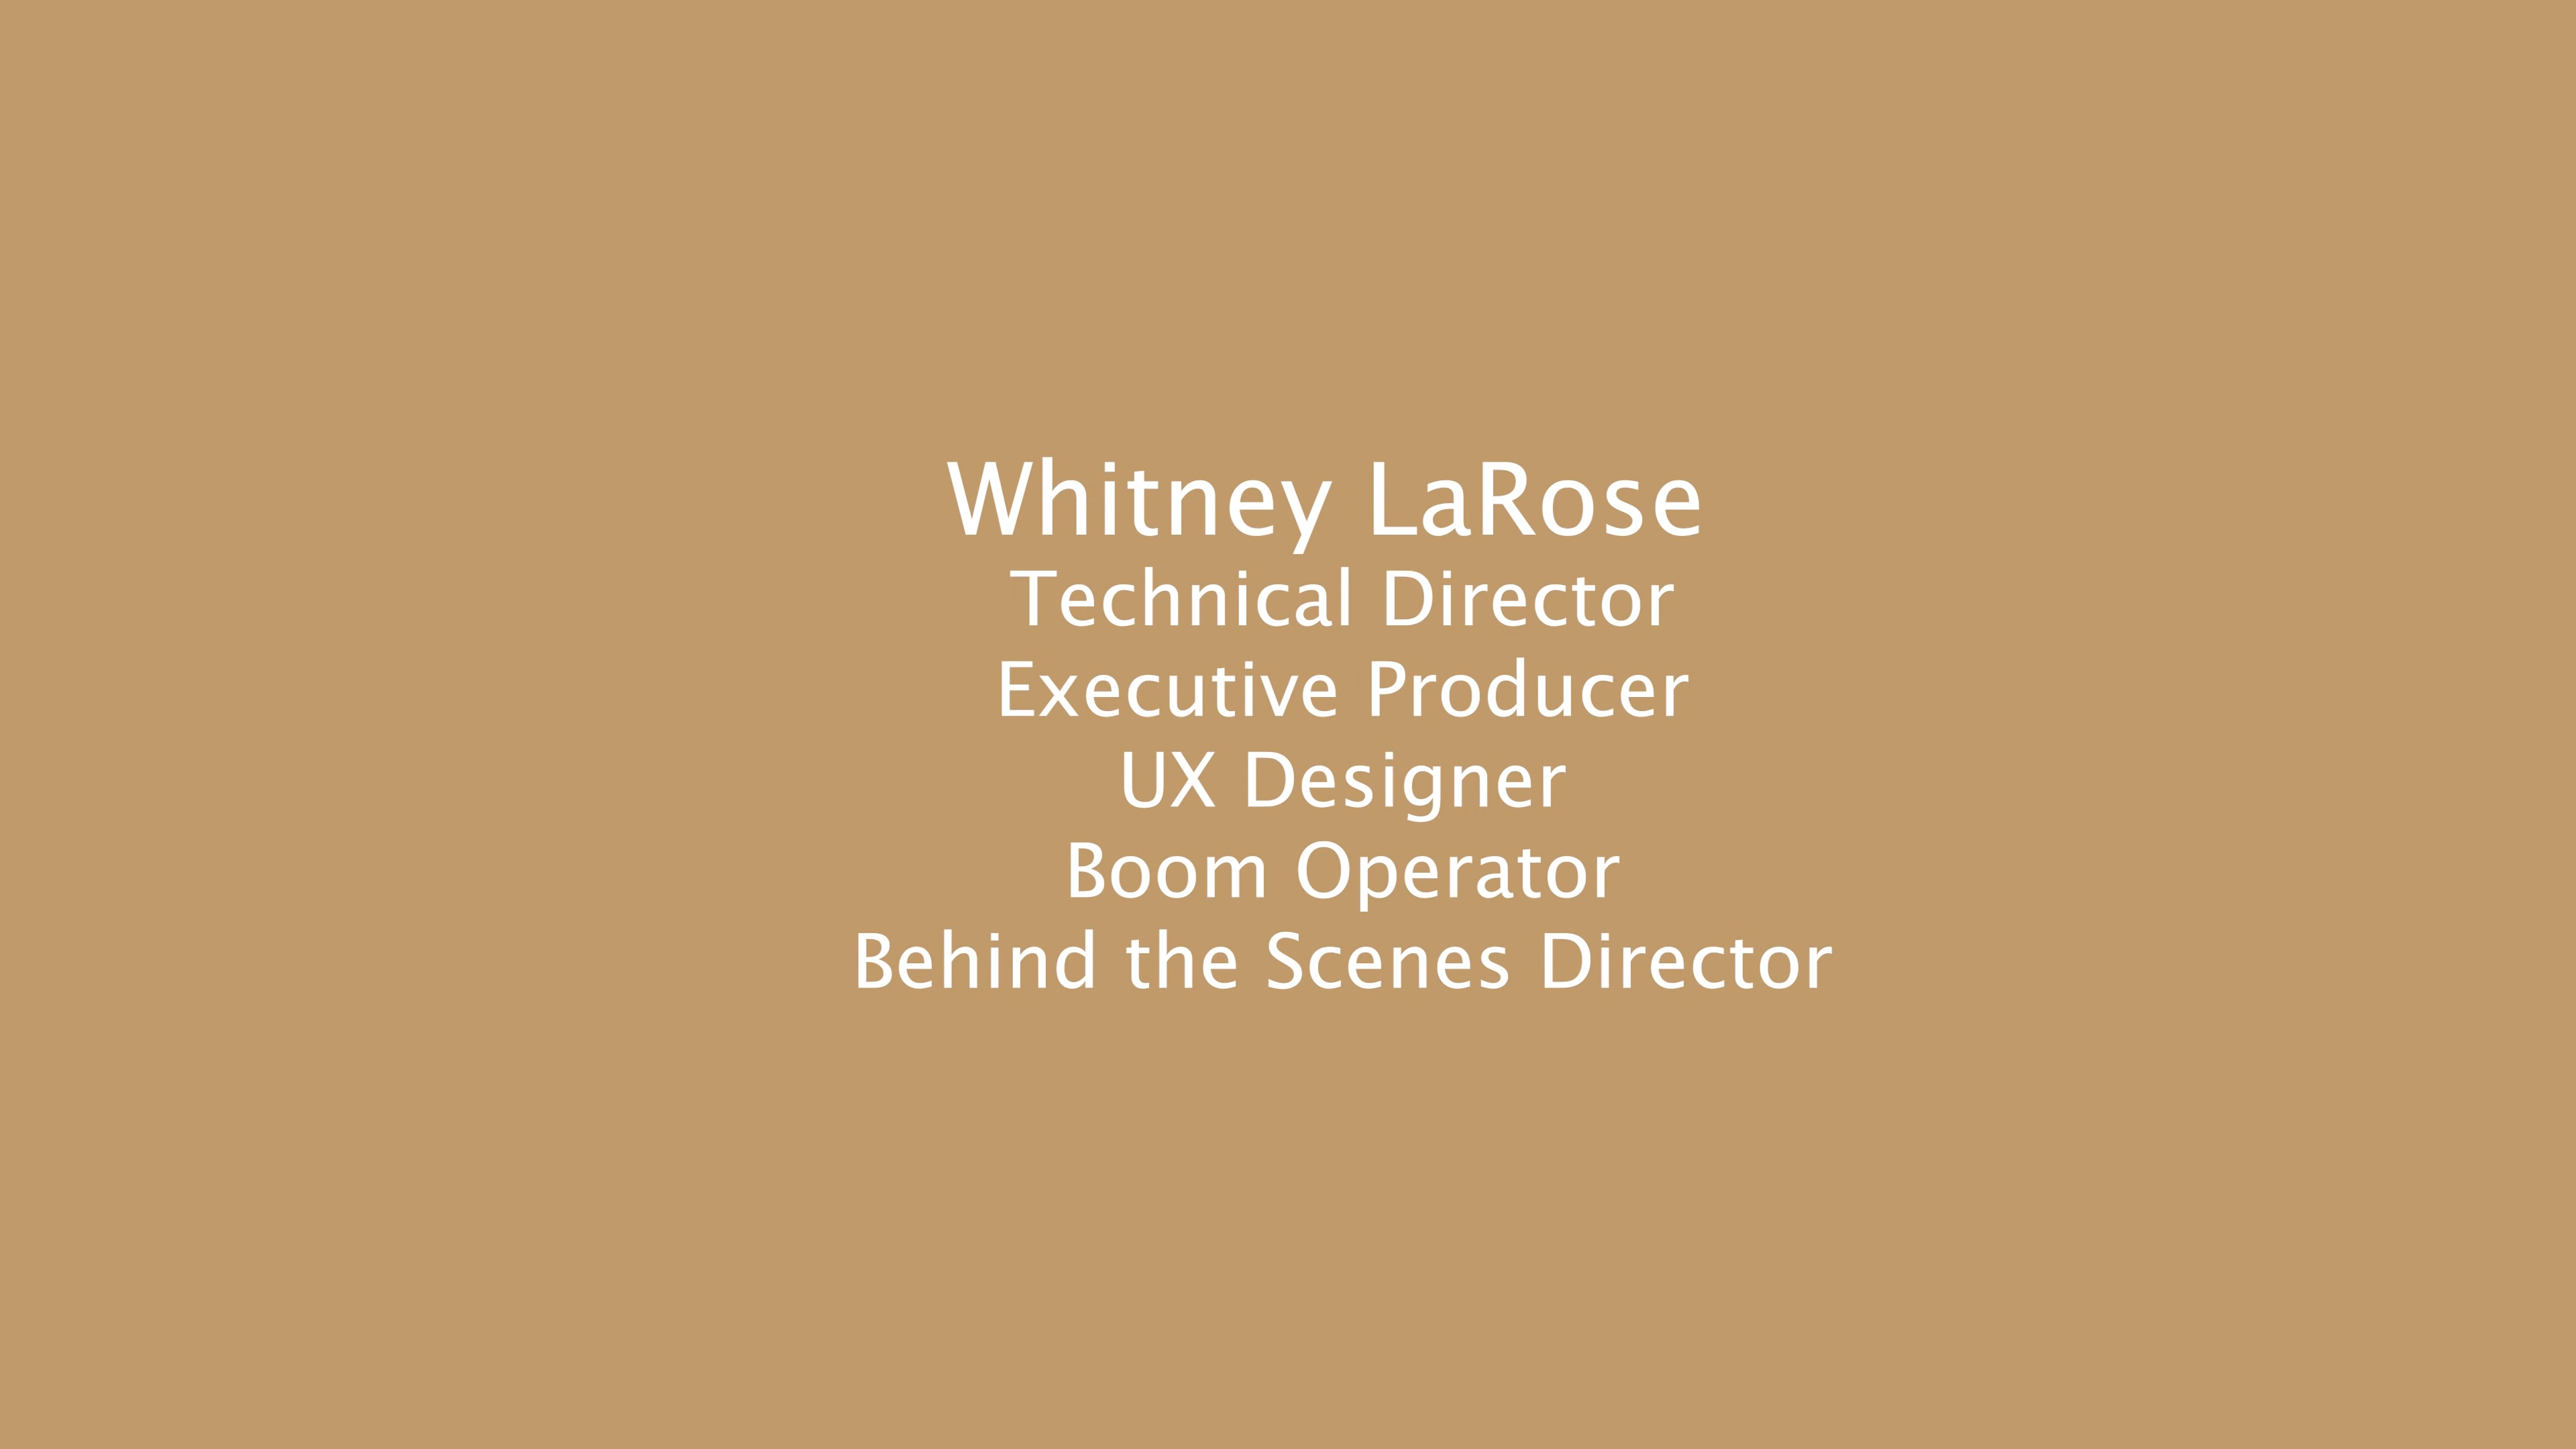 Whitney LaRose
Technical Director
Executive Producer
UX Designer
Boom Operator
Behind the Scenes Director